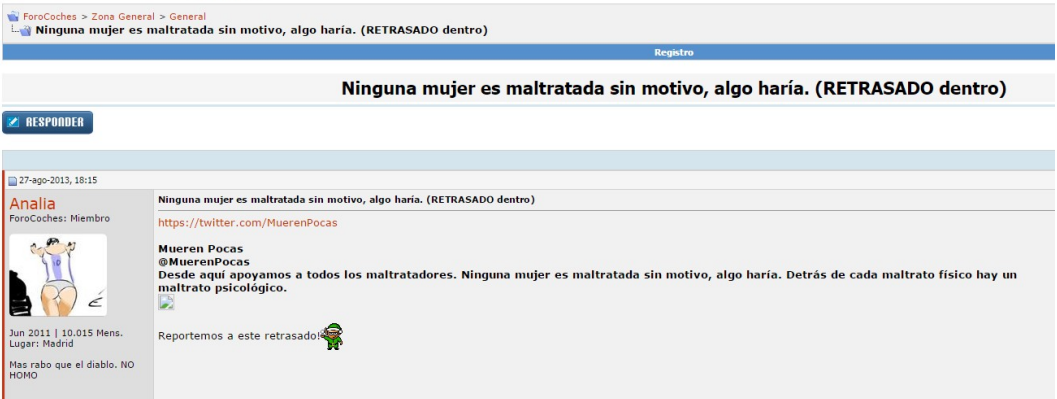 ForoCoches > Zona General > General
Ninguna mujer es maltratada sin motivo, algo haría. (RETRASADO dentro)
Registro
Ninguna mujer es maltratada sin motivo, algo haría. (RETRASADO dentro)
RESPONDER
27-ago-2013, 18:15
Analia
ForoCoches: Miembro
Jun 2011 | 10.015 Mens.
Lugar: Madrid
Mas rabo que el diablo. NO
HOMO
Ninguna mujer es maltratada sin motivo, algo haría. (RETRASADO dentro)
https://twitter.com/MuerenPocas
Mueren Pocas
@MuerenPocas
Desde aquí apoyamos a todos los maltratadores. Ninguna mujer es maltratada sin motivo, algo haría. Detrás de cada maltrato físico hay un
maltrato psicológico.
Reportemos a este retrasado!